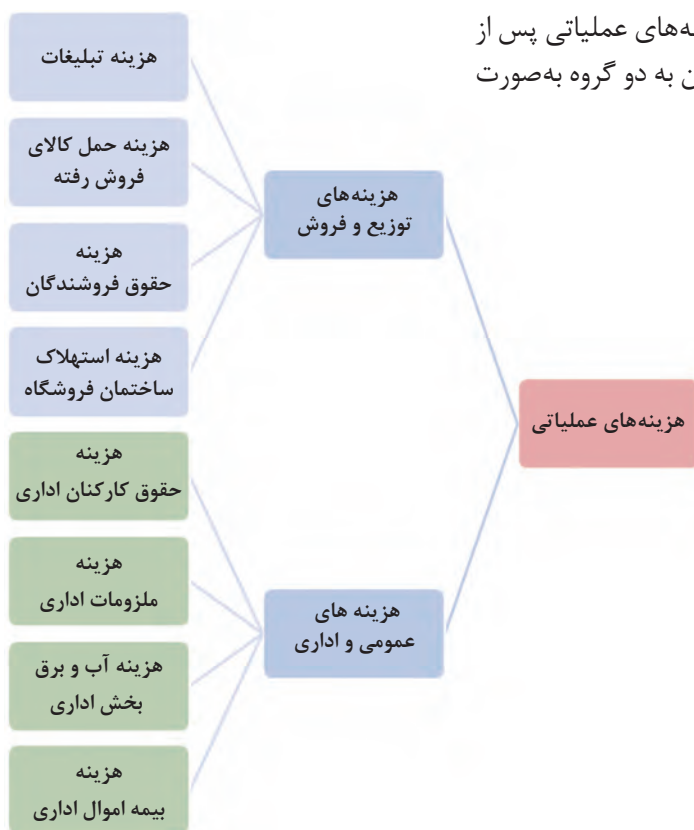 ه‌های عملیاتی پس از
ن به دو گروه به‌صورت
هزینه‌های عملیاتی
هزینه‌های
توزیع و فروش
هزینه تبلیغات
هزینه حمل کالای
فروش رفته
هزینه
حقوق فروشندگان
هزینه استهلاک
ساختمان فروشگاه
هزینه های
عمومی و اداری
هزینه
حقوق کارکنان اداری
هزینه
ملزومات اداری
هزینه آب و برق
بخش اداری
هزینه
بیمه اموال اداری